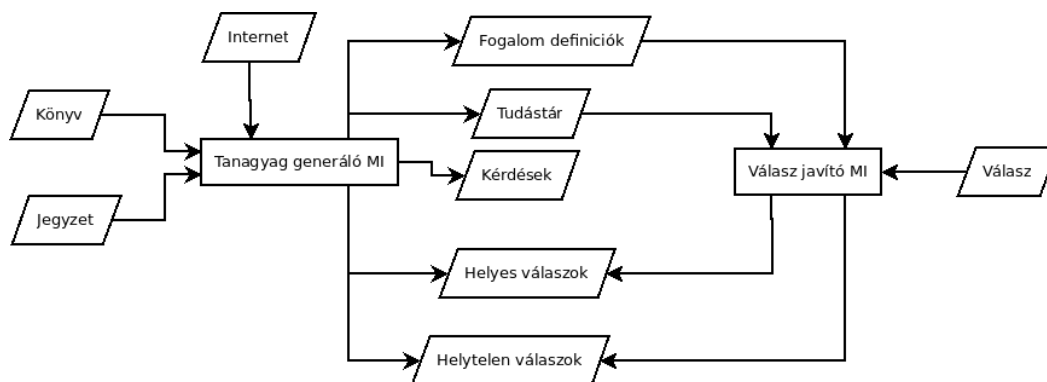 Internet
Fogalom definiciók
Könyv
Tudástár
Tanagyag generáló MI
Kérdések
Válasz javító MI
Válasz
Jegyzet
Helyes válaszok
Helytelen válaszok